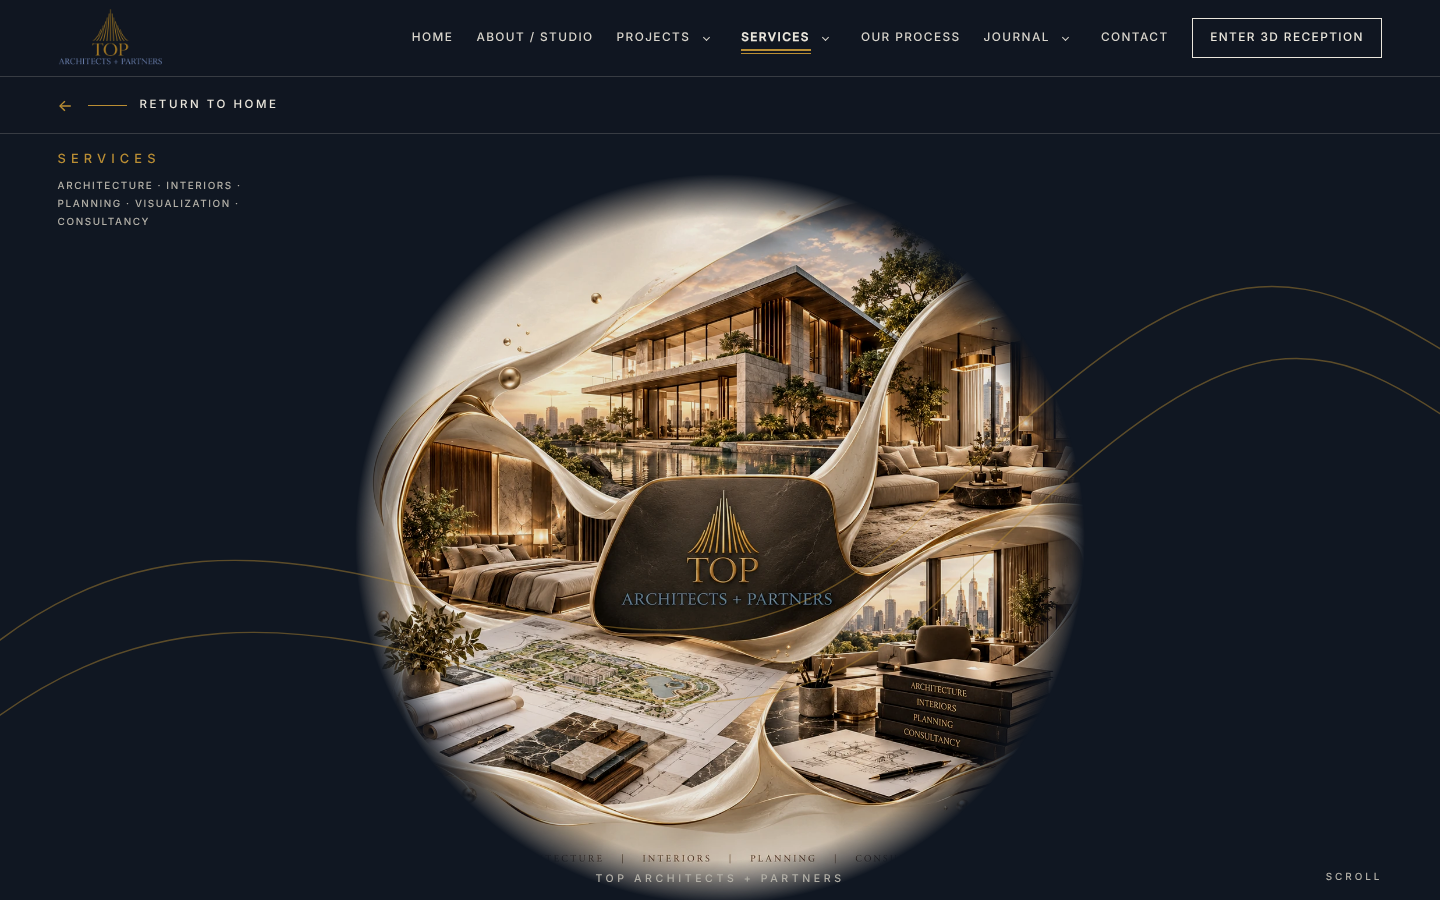 TOP
ARCHITECTS + PARTNERS
HOME
ABOUT / STUDIO
PROJECTS
SERVICES
OUR PROCESS
JOURNAL
CONTACT
ENTER 3D RECEPTION
RETURN TO HOME
SERVICES
ARCHITECTURE · INTERIORS ·
PLANNING · VISUALIZATION ·
CONSULTANCY
TOP
ARCHITECTS + PARTNERS
ARCHITECTURE
INTERIORS
PLANNING
CONSULTANCY
| INTERIORS | PLANNING |
TOP ARCHITECTS + PARTNERS
SCROLL